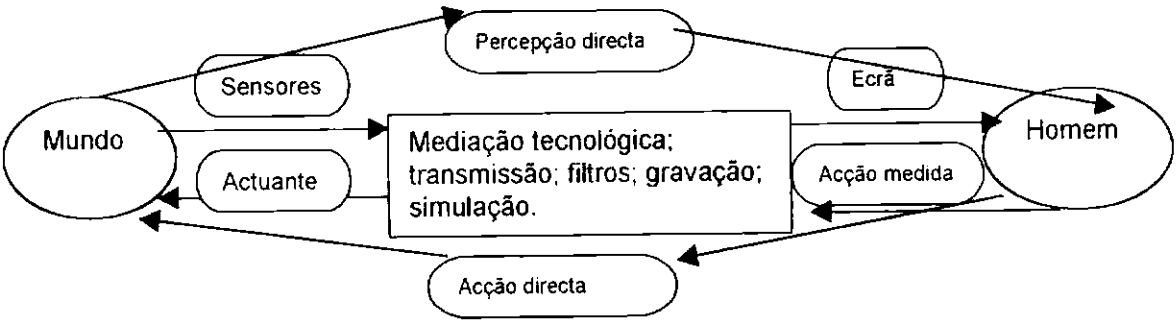 Percepção directa
Sensores
Ecrã
Mundo
Mediação tecnológica;
transmissão; filtros; gravação;
simulação.
Homem
Actuante
Acção medida
Acção directa